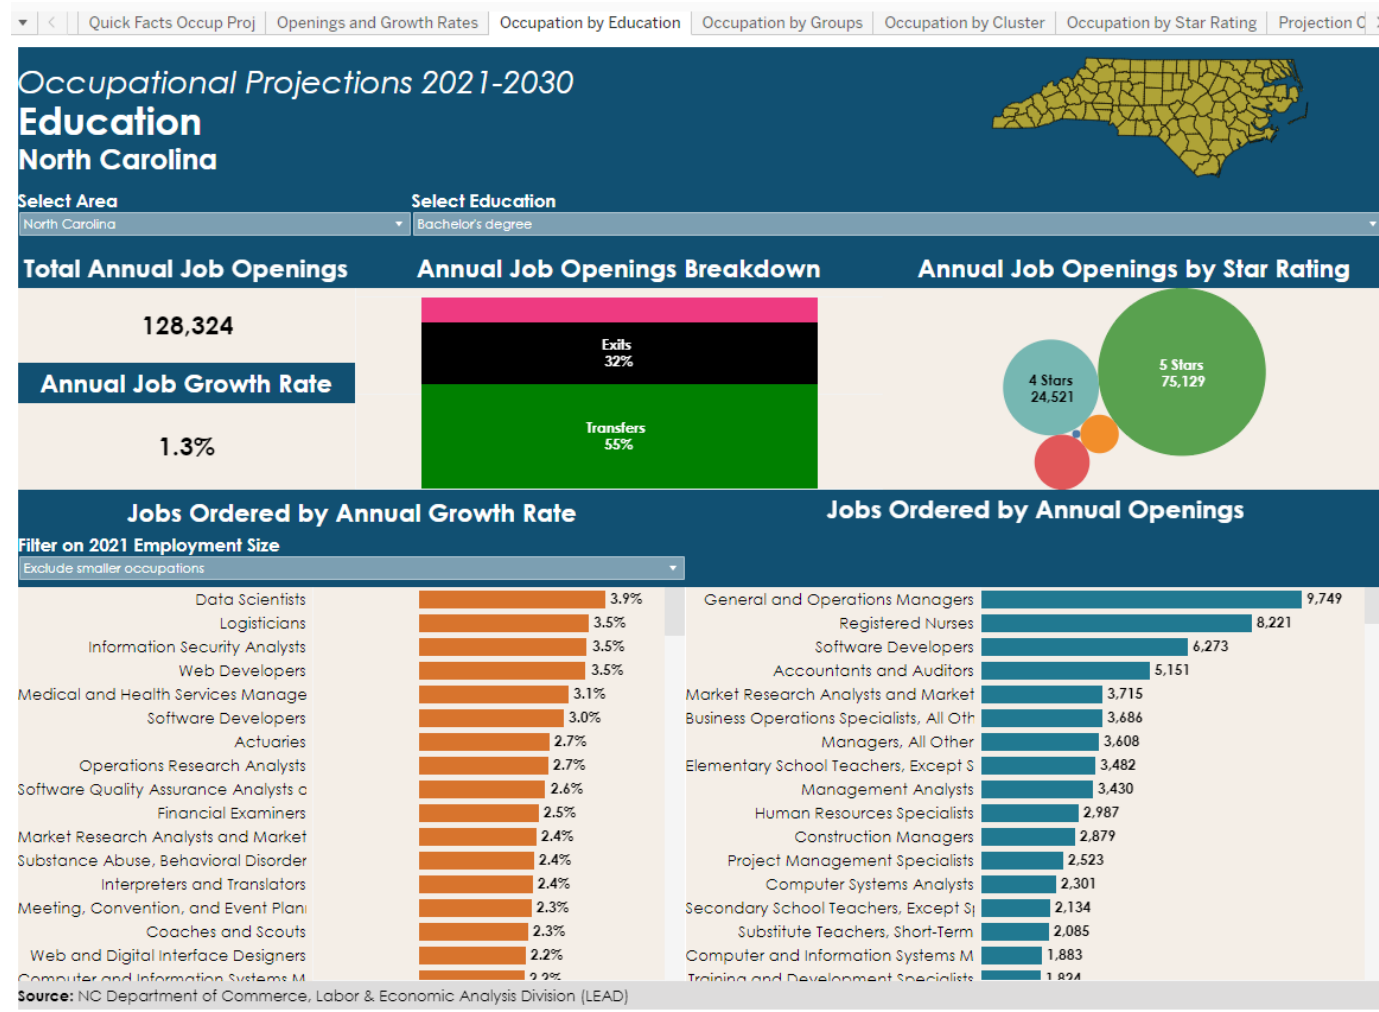 Quick Facts Occup Proj
Openings and Growth Rates
Occupation by Education
Occupation by Groups
Occupation by Cluster
Occupation by Star Rating
Projection
Occupational Projections 2021-2030
Education
North Carolina
Select Area
Select Education
North Carolina
Bachelor's degree
Total Annual Job Openings
Annual Job Openings Breakdown
Annual Job Openings by Star Rating
128,324
Annual Job Growth Rate
1.3%
Exits
32%
Transfers
55%
5 Stars
75,129
4 Stars
24,521
Jobs Ordered by Annual Growth Rate
Filter on 2021 Employment Size
Exclude smaller occupations
Data Scientists 3.9%
Logisticians 3.5%
Information Security Analysts 3.5%
Web Developers 3.5%
Medical and Health Services Manage 3.1%
Software Developers 3.0%
Actuaries 2.7%
Operations Research Analysts 2.7%
Software Quality Assurance Analysts 2.6%
Financial Examiners 2.5%
Market Research Analysts and Market 2.4%
Substance Abuse, Behavioral Disorder 2.4%
Interpreters and Translators 2.4%
Meeting, Convention, and Event Plan 2.3%
Coaches and Scouts 2.3%
Web and Digital Interface Designers 2.2%
Computer and Information Systems M 2.2%
Jobs Ordered by Annual Openings
General and Operations Managers 9,749
Registered Nurses 8,221
Software Developers 6,273
Accountants and Auditors 5,151
Market Research Analysts and Market 3,715
Business Operations Specialists, All Oth 3,686
Managers, All Other 3,608
Elementary School Teachers, Except S 3,482
Management Analysts 3,430
Human Resources Specialists 2,987
Construction Managers 2,879
Project Management Specialists 2,523
Computer Systems Analysts 2,301
Secondary School Teachers, Except Sp 2,134
Substitute Teachers, Short-Term 2,085
Computer and Information Systems M 1,883
Training and Development Specialists 1,824
Source: NC Department of Commerce, Labor & Economic Analysis Division (LEAD)